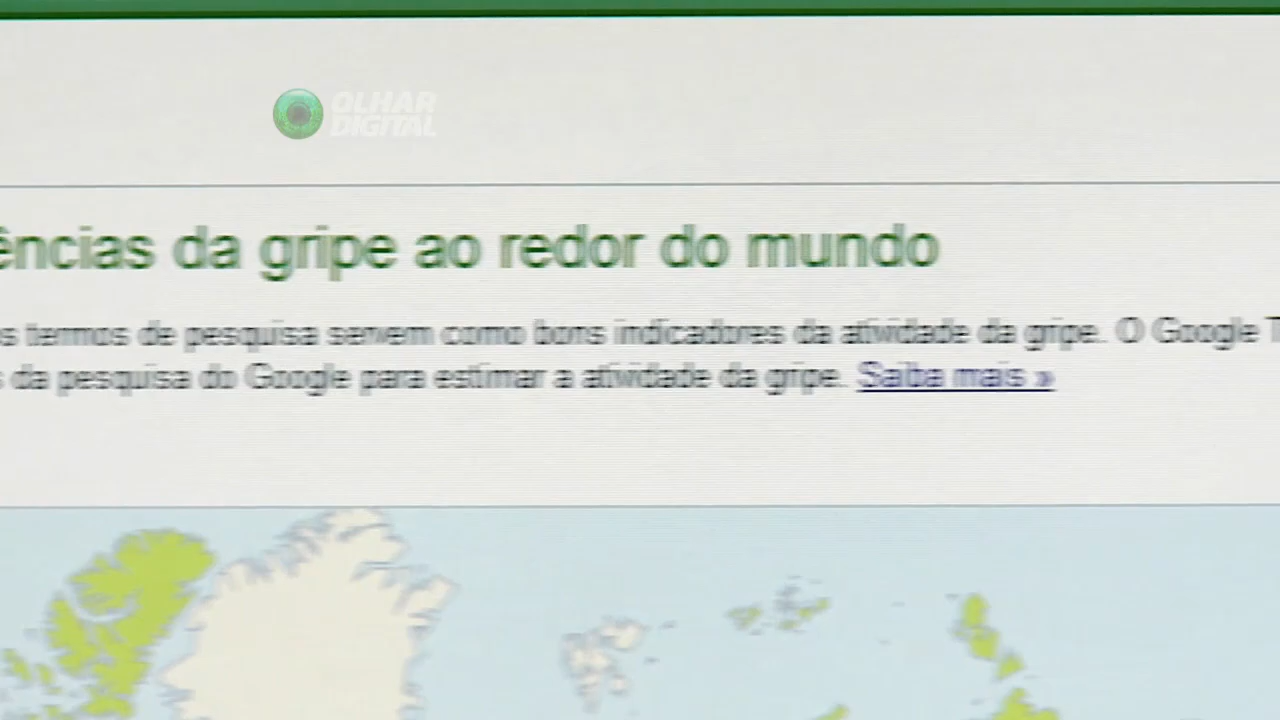 OLHAR
DIGITAL
ências da gripe ao redor do mundo
s termos de pesquisa servem como bons indicadores da atividade da gripe. O Google T
s da pesquisa do Google para estimar a atividade da gripe. Saiba mais »